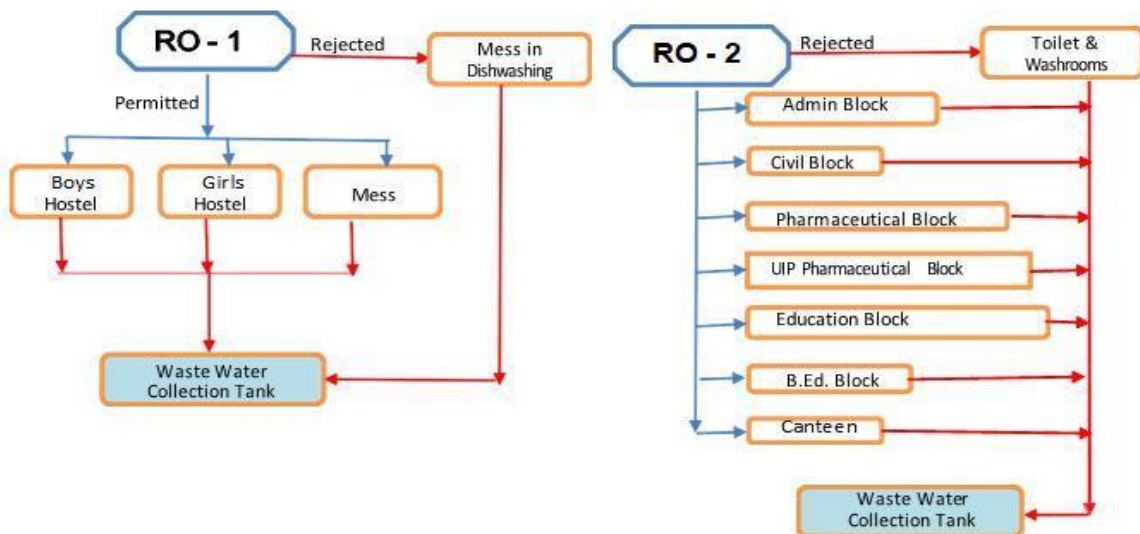 RO - 1
Rejected
Mess in
Dishwashing
Permitted
Boys
Hostel
Girls
Hostel
Mess
Waste Water
Collection Tank
RO - 2
Rejected
Toilet &
Washrooms
Admin Block
Civil Block
Pharmaceutical Block
UIP Pharmaceutical Block
Education Block
B.Ed. Block
Canteen
Waste Water
Collection Tank